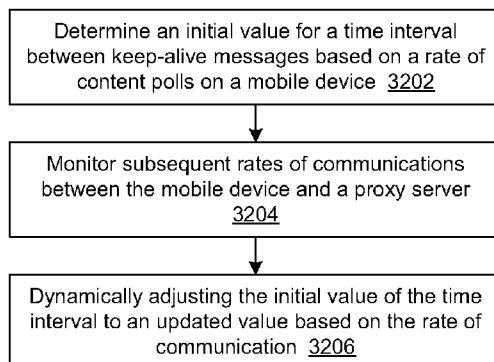 Determine an initial value for a time interval
between keep-alive messages based on a rate of
content polls on a mobile device 3202
Monitor subsequent rates of communications
between the mobile device and a proxy server
3204
Dynamically adjusting the initial value of the time
interval to an updated value based on the rate of
communication 3206